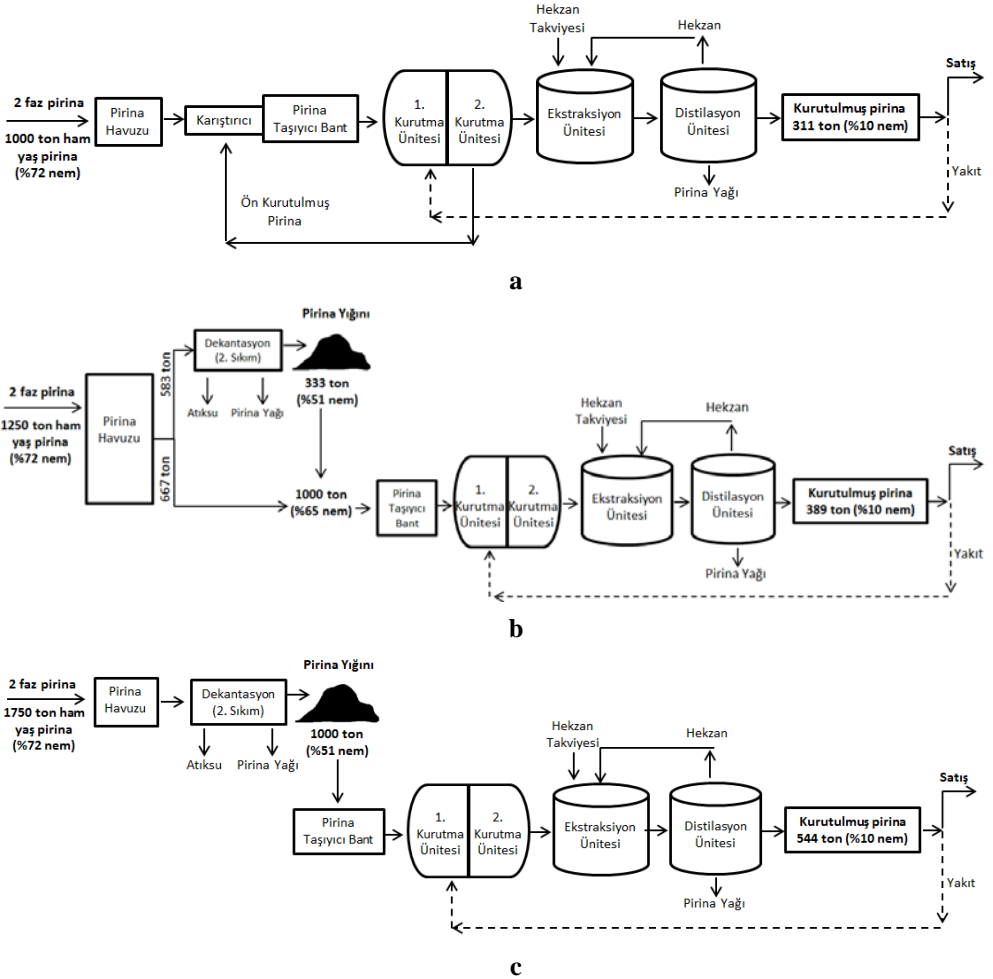 Hekzan
Takviyesi
Hekzan
Satış
2 faz pirina
1000 ton ham
yaş pirina
(%72 nem)
Pirina
Havuzu
Karıştırıcı
Pirina
Taşıyıcı Bant
1.
Kurutma
Ünitesi
2.
Kurutma
Ünitesi
Ekstraksiyon
Ünitesi
Distilasyon
Ünitesi
Kurutulmuş pirina
311 ton (%10 nem)
Yakıt
Pirina Yağı
Ön Kurutulmuş
Pirina
a
Pirina Yığını
Dekantasyon
(2. Sıkım)
583 ton
333 ton
(%51 nem)
Atıksu
Pirina Yağı
2 faz pirina
1250 ton ham
yaş pirina
(%72 nem)
Pirina
Havuzu
667 ton
1000 ton
(%65 nem)
Pirina
Taşıyıcı
Bant
1.
Kurutma
Ünitesi
2.
Kurutma
Ünitesi
Hekzan
Takviyesi
Hekzan
Ekstraksiyon
Ünitesi
Distilasyon
Ünitesi
Kurutulmuş pirina
389 ton (%10 nem)
Satış
Yakıt
Pirina Yağı
b
Pirina Yığını
2 faz pirina
1750 ton ham
yaş pirina
(%72 nem)
Pirina
Havuzu
Dekantasyon
(2. Sıkım)
1000 ton
(%51 nem)
Atıksu
Pirina Yağı
Pirina
Taşıyıcı Bant
1.
Kurutma
Ünitesi
2.
Kurutma
Ünitesi
Hekzan
Takviyesi
Hekzan
Ekstraksiyon
Ünitesi
Distilasyon
Ünitesi
Kurutulmuş pirina
544 ton (%10 nem)
Satış
Yakıt
Pirina Yağı
c